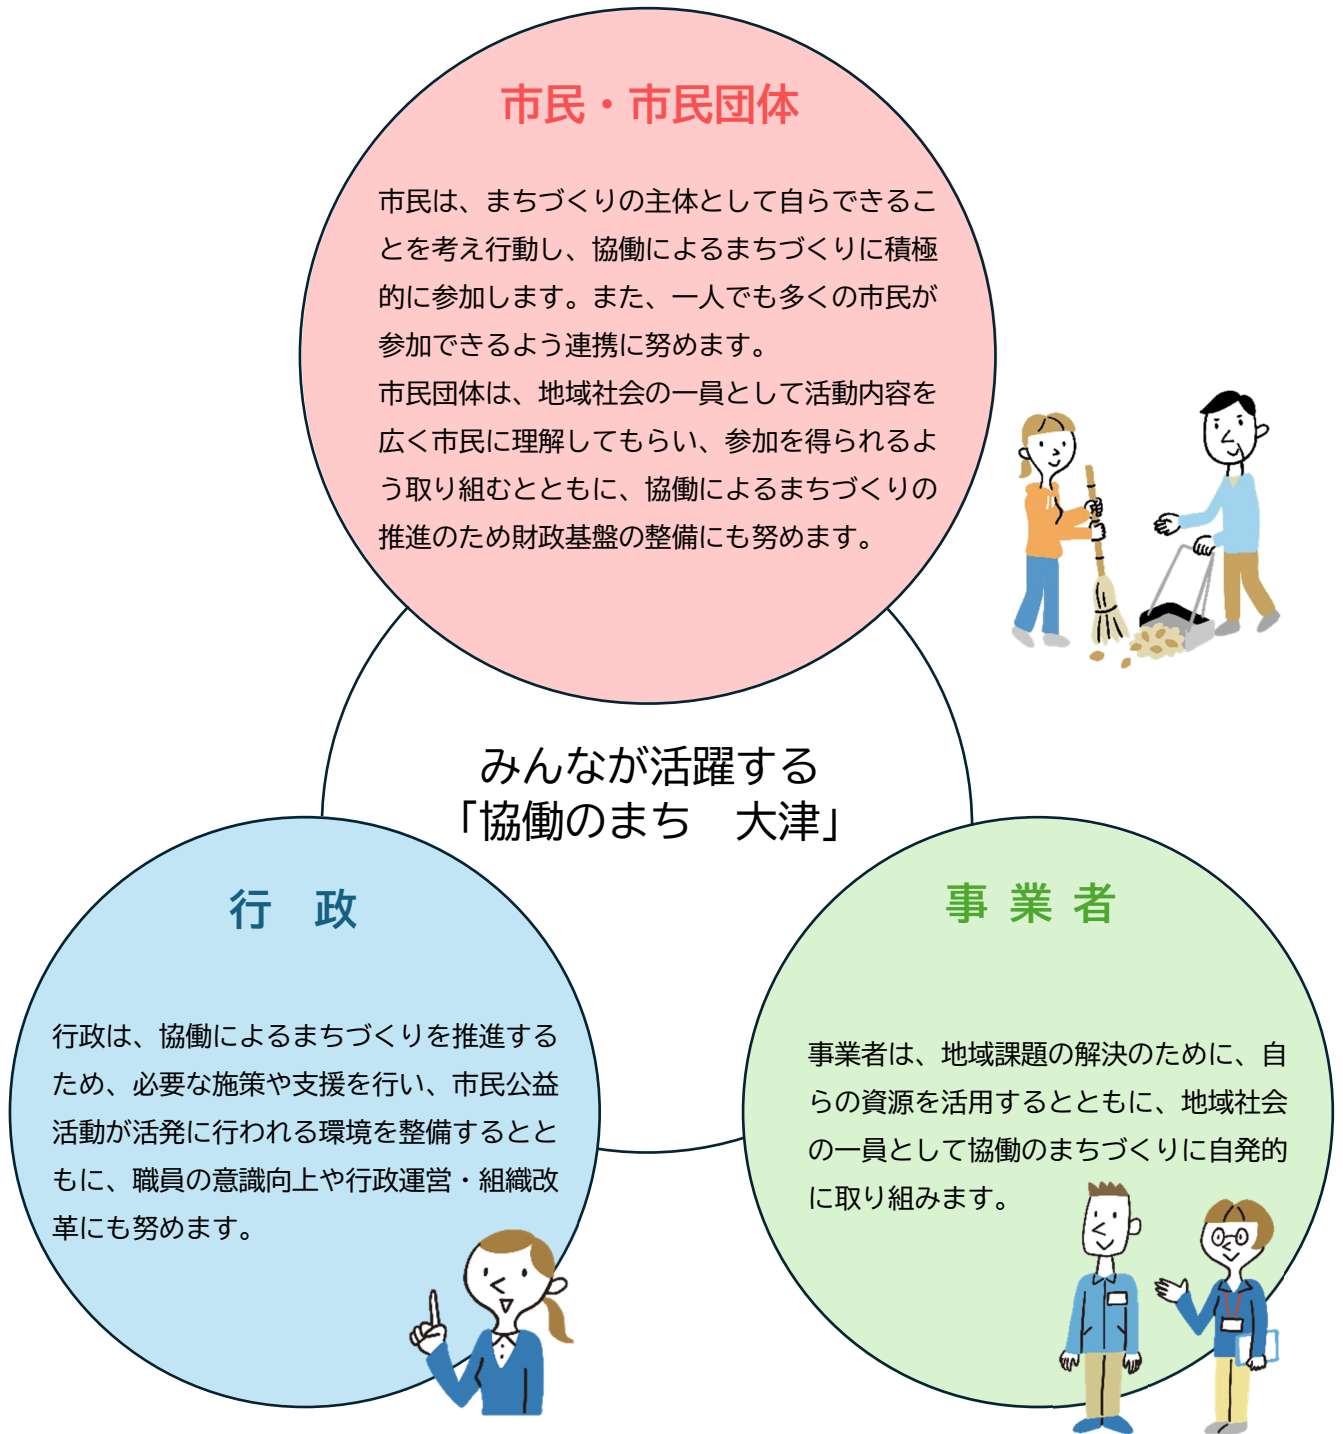 市民・市民団体
市民は、まちづくりの主体として自らできるこ
とを考え行動し、協働によるまちづくりに積極
的に参加します。また、一人でも多くの市民が
参加できるよう連携に努めます。
市民団体は、地域社会の一員として活動内容を
広く市民に理解してもらい、参加を得られるよ
う取り組むとともに、協働によるまちづくりの
推進のため財政基盤の整備にも努めます。
みんなが活躍する
「協働のまち　大津」
行　政
行政は、協働によるまちづくりを推進する
ため、必要な施策や支援を行い、市民公益
活動が活発に行われる環境を整備するとと
もに、職員の意識向上や行政運営・組織改
革にも努めます。
事 業 者
事業者は、地域課題の解決のために、自
らの資源を活用するとともに、地域社会
の一員として協働のまちづくりに自発的
に取り組みます。